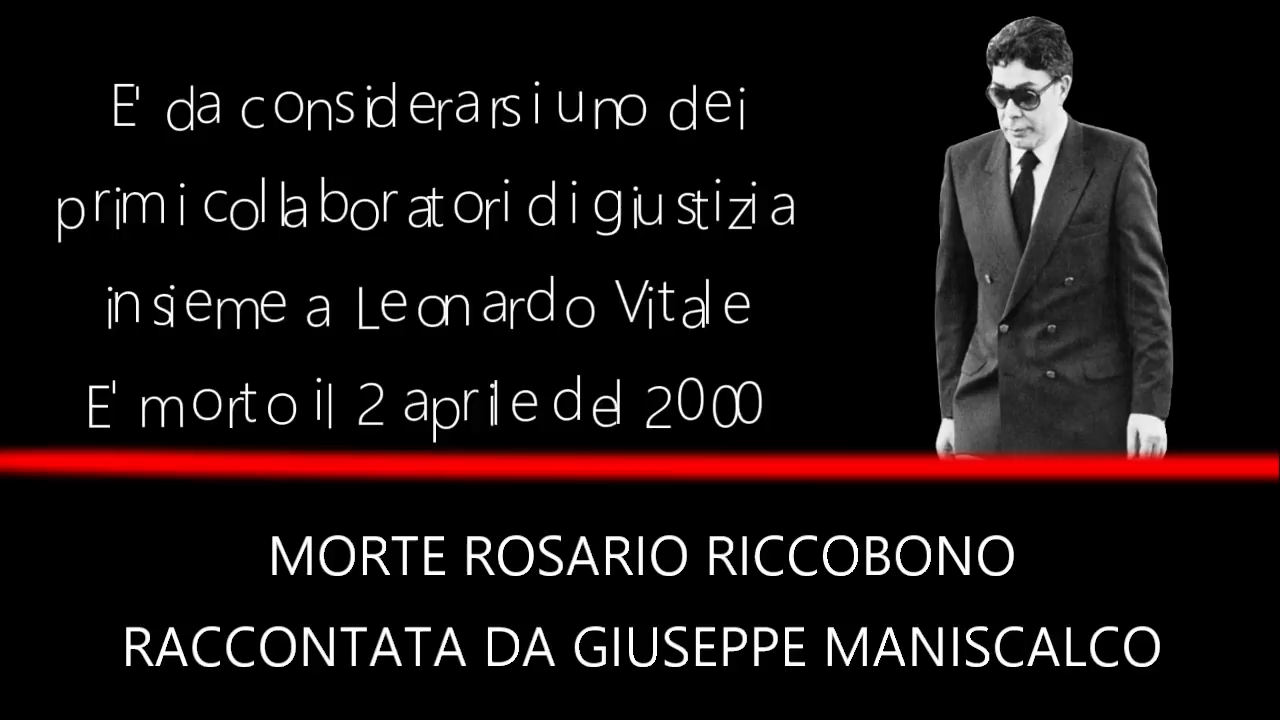 E' da considerarsi uno dei
primi collaboratori di giustizia
insieme a Leonardo Vitale
E' morto il 2 aprile del 2000
MORTE ROSARIO RICCOBONO
RACCONTATA DA GIUSEPPE MANISCALCO